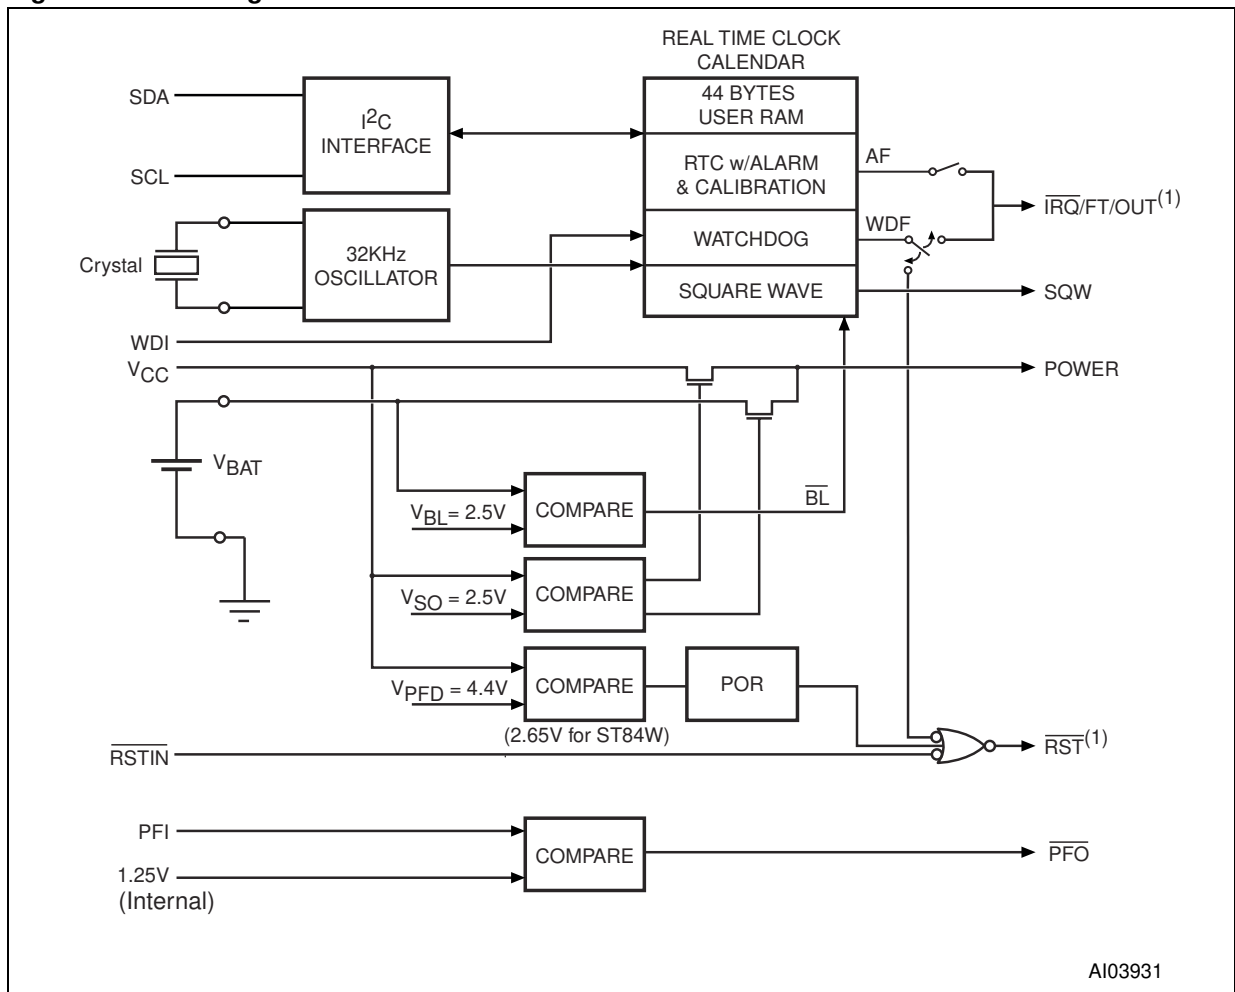 REAL TIME CLOCK
CALENDAR
SDA
SCL
I2C
INTERFACE
44 BYTES
USER RAM
RTC w/ALARM
& CALIBRATION
AF
IRQ/FT/OUT(1)
WDF
WATCHDOG
Crystal
32KHz
OSCILLATOR
SQUARE WAVE
SQW
WDI
VCC
POWER
VBAT
VBL= 2.5V
COMPARE
BL
VSO = 2.5V
COMPARE
VPFD = 4.4V
COMPARE
POR
(2.65V for ST84W)
RSTIN
RST(1)
PFI
1.25V
(Internal)
COMPARE
PFO
AI03931